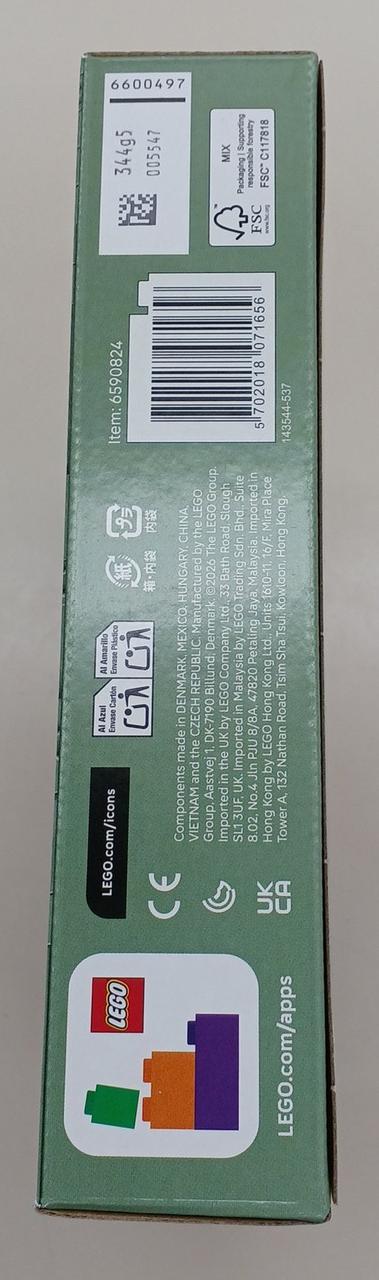 6600497
344g5
005547
MIX
Packaging | Supporting
responsible forestry
FSC™ C117818
FSC
www.fsc.org
Item: 6590824
5 702018 071656
143544-537
紙
箱・内袋
プラ
内袋
Al Azul
Envase Cartón
Al Amarillo
Envase Plástico
LEGO.com/icons
CE
UK
CA
Components made in DENMARK, MEXICO, HUNGARY, CHINA,
VIETNAM and the CZECH REPUBLIC. Manufactured by the LEGO
Group, Aastvej 1, DK-7190 Billund, Denmark. ©2026 The LEGO Group.
Imported in the UK by LEGO Company Ltd., 33 Bath Road, Slough
SL1 3UF, UK. Imported in Malaysia by LEGO Trading Sdn. Bhd., Suite
8.02, No.4 Jln PJU 8/8A, 47820 Petaling Jaya, Malaysia. Imported in
Hong Kong by LEGO Hong Kong Ltd., Units 1610-11, 16/F, Mira Place
Tower A, 132 Nathan Road, Tsim Sha Tsui, Kowloon, Hong Kong.
LEGO
LEGO.com/apps